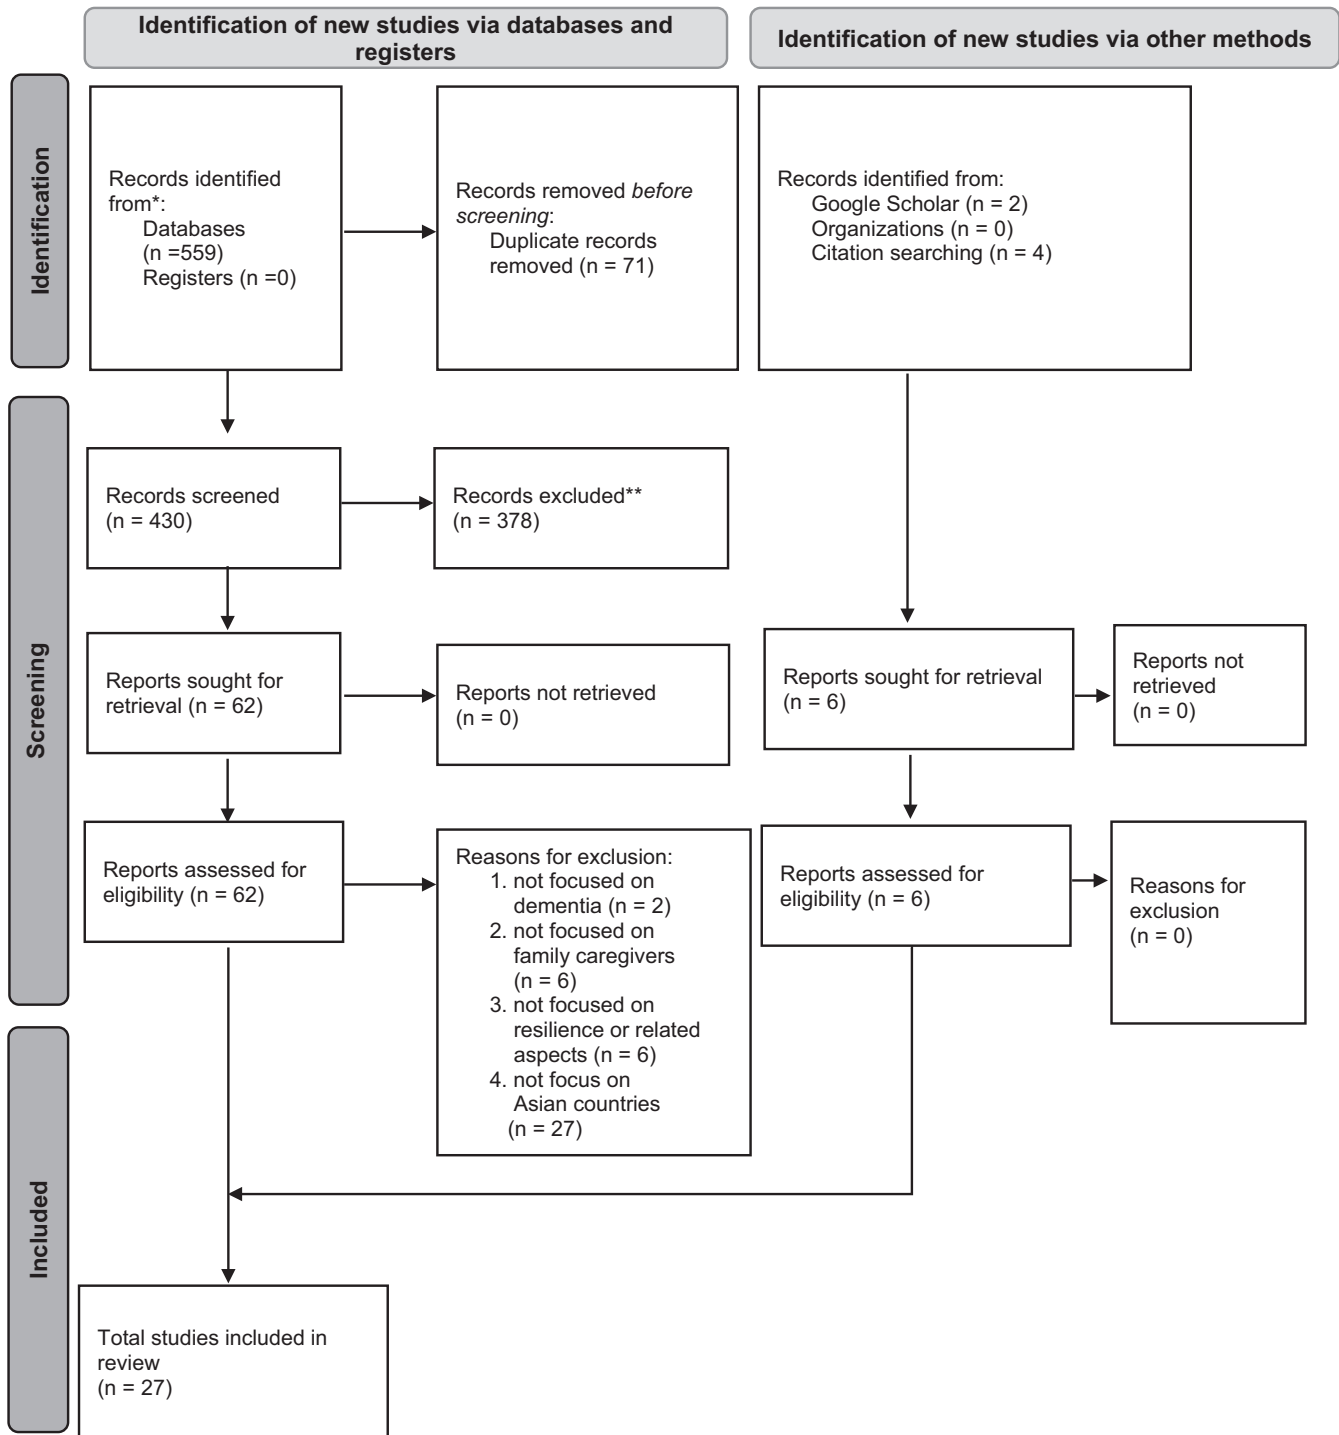 Identification of new studies via databases and
registers
Identification of new studies via other methods
Identification
Records identified
from*:
Databases
(n =559)
Registers (n =0)
Records removed before
screening:
Duplicate records
removed (n = 71)
Records identified from:
Google Scholar (n = 2)
Organizations (n = 0)
Citation searching (n = 4)
Screening
Records screened
(n = 430)
Records excluded**
(n = 378)
Reports sought for
retrieval (n = 62)
Reports not retrieved
(n = 0)
Reports sought for retrieval
(n = 6)
Reports not
retrieved
(n = 0)
Reports assessed for
eligibility (n = 62)
Reasons for exclusion:
1. not focused on
dementia (n = 2)
2. not focused on
family caregivers
(n = 6)
3. not focused on
resilience or related
aspects (n = 6)
4. not focus on
Asian countries
(n = 27)
Reports assessed for
eligibility (n = 6)
Reasons for
exclusion
(n = 0)
Included
Total studies included in
review
(n = 27)